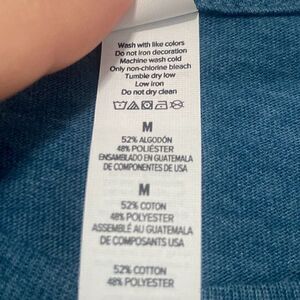 Wash with like colors
Do not iron decoration
Machine wash cold
Only non-chlorine bleach
Tumble dry low
Low iron
Do not dry clean
M
52% ALGODÓN
48% POLIÉSTER
ENSAMBLADO EN GUATEMALA
DE COMPONENTES DE USA
M
52% COTON
48% POLYESTER
ASSEMBLÉ AU GUATEMALA
DE COMPOSANTS USA
52% COTTON
48% POLYESTER